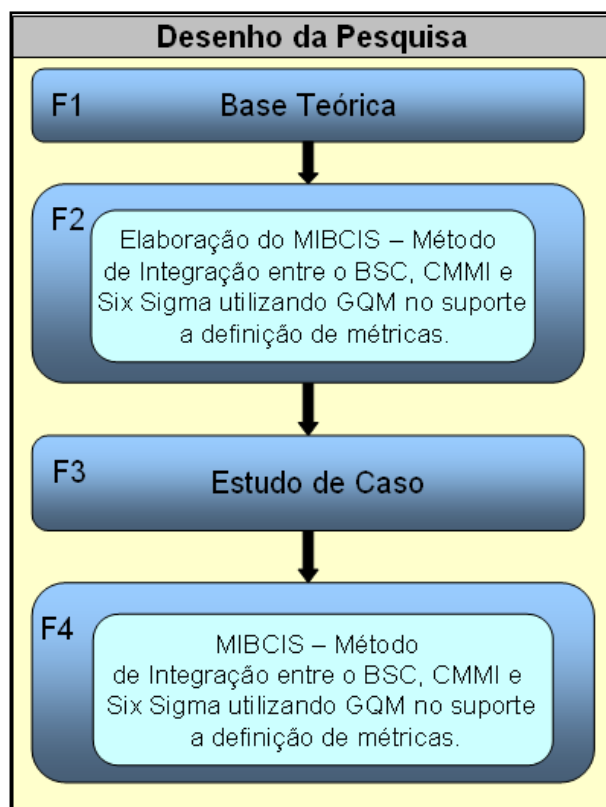 Desenho da Pesquisa
F1 Base Teórica
F2
Elaboração do MIBCIS – Método
de Integração entre o BSC, CMMI e
Six Sigma utilizando GQM no suporte
a definição de métricas.
F3 Estudo de Caso
F4
MIBCIS – Método
de Integração entre o BSC, CMMI e
Six Sigma utilizando GQM no suporte
a definição de métricas.